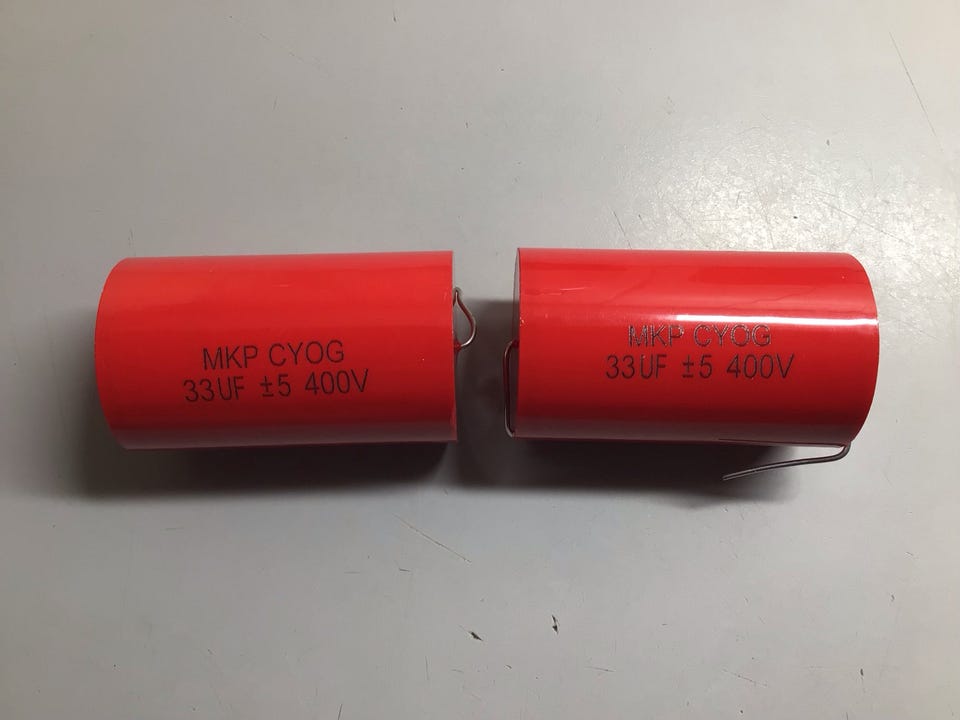 MKP CYOG
33UF ±5 400V
MKP CYOG
33UF ±5 400V